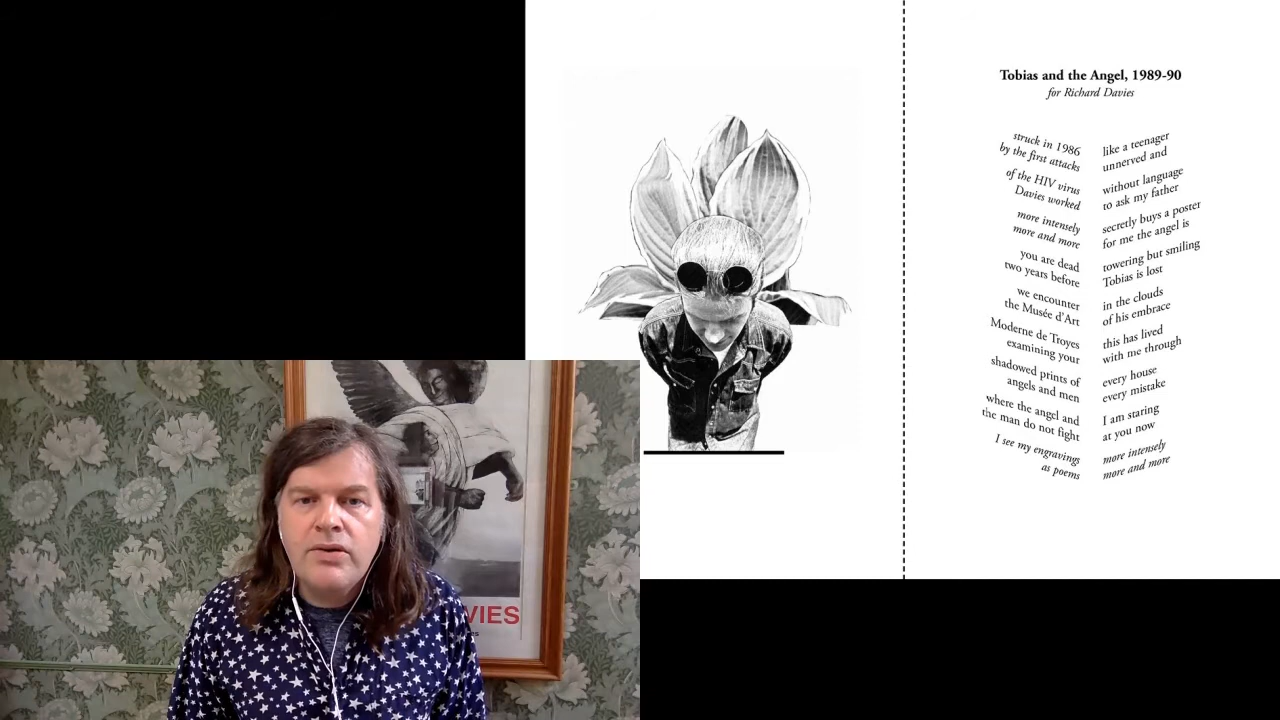 Tobias and the Angel, 1989-90
for Richard Davies
struck in 1986
by the first attacks
of the HIV virus
Davies worked
more intensely
more and more
you are dead
two years before
we encounter
the Musée d'Art
Moderne de Troyes
examining your
shadowed prints of
angels and men
where the angel and
the man do not fight
I see my engravings
as poems
like a teenager
unnerved and
without language
to ask my father
secretly buys a poster
for me the angel is
towering but smiling
Tobias is lost
in the clouds
of his embrace
this has lived
with me through
every house
every mistake
I am staring
at you now
more intensely
more and more
VIES